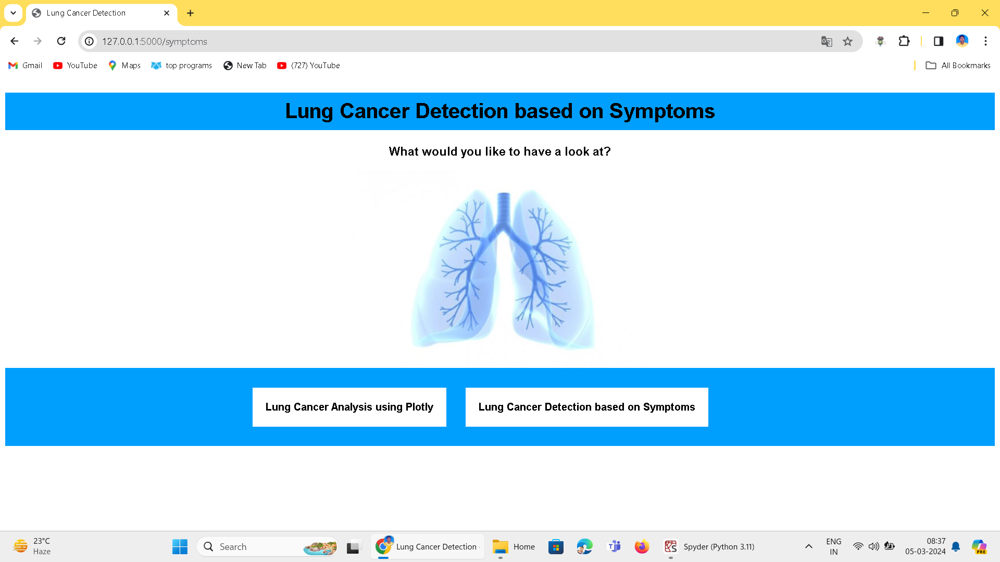 Lung Cancer Detection
127.0.0.1:5000/symptoms
Gmail YouTube Maps top programs New Tab (727) YouTube All Bookmarks
Lung Cancer Detection based on Symptoms
What would you like to have a look at?
Lung Cancer Analysis using Plotly Lung Cancer Detection based on Symptoms
23°C
Haze
Search
Lung Cancer Detection
Home
Spyder (Python 3.11)
ENG
IN
08:37
05-03-2024
PRE